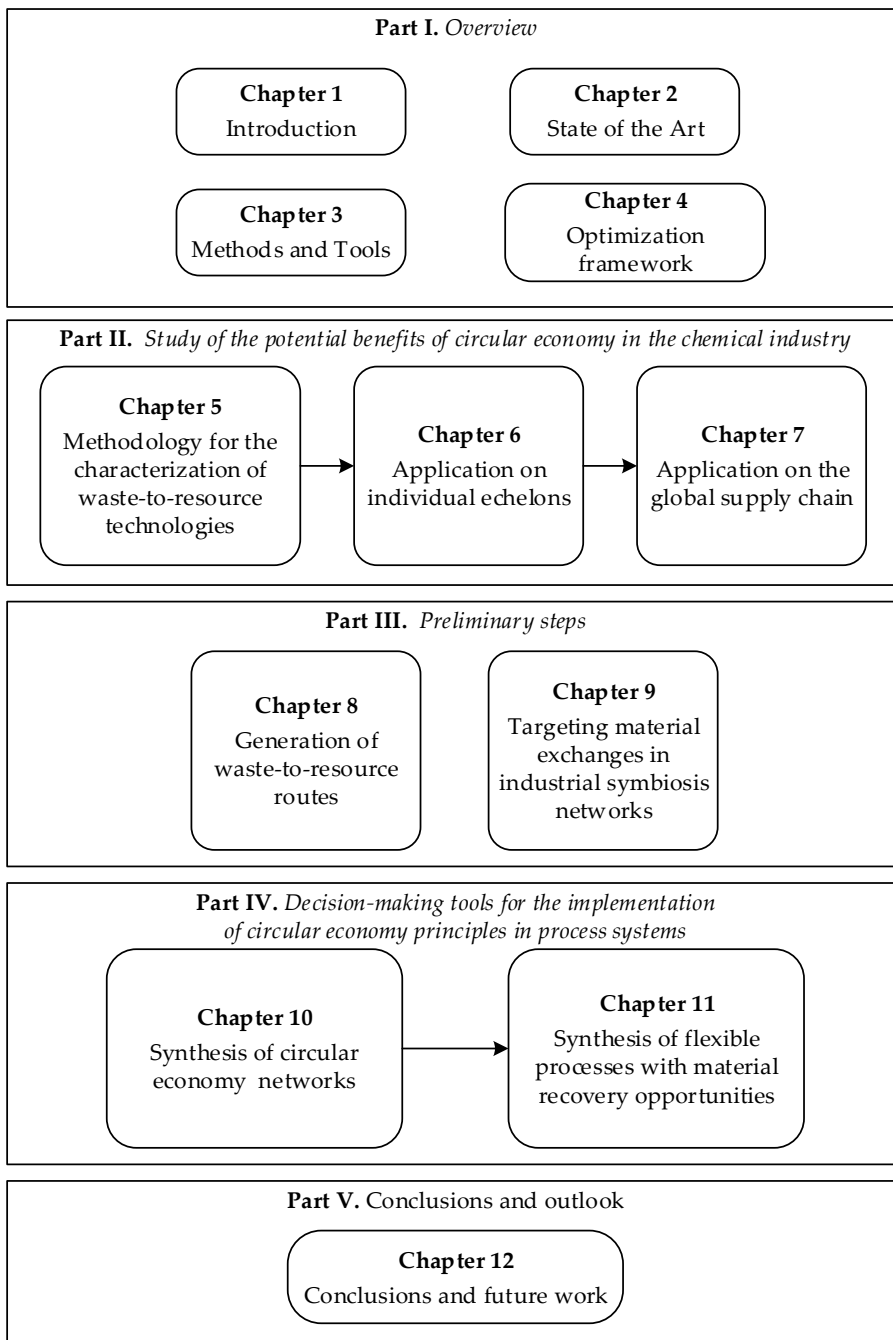 Part I. Overview
Chapter 1
Introduction
Chapter 2
State of the Art
Chapter 3
Methods and Tools
Chapter 4
Optimization
framework
Part II. Study of the potential benefits of circular economy in the chemical industry
Chapter 5
Methodology for the
characterization of
waste-to-resource
technologies
Chapter 6
Application on
individual echelons
Chapter 7
Application on the
global supply chain
Part III. Preliminary steps
Chapter 8
Generation of
waste-to-resource
routes
Chapter 9
Targeting material
exchanges in
industrial symbiosis
networks
Part IV. Decision-making tools for the implementation
of circular economy principles in process systems
Chapter 10
Synthesis of circular
economy networks
Chapter 11
Synthesis of flexible
processes with material
recovery opportunities
Part V. Conclusions and outlook
Chapter 12
Conclusions and future work